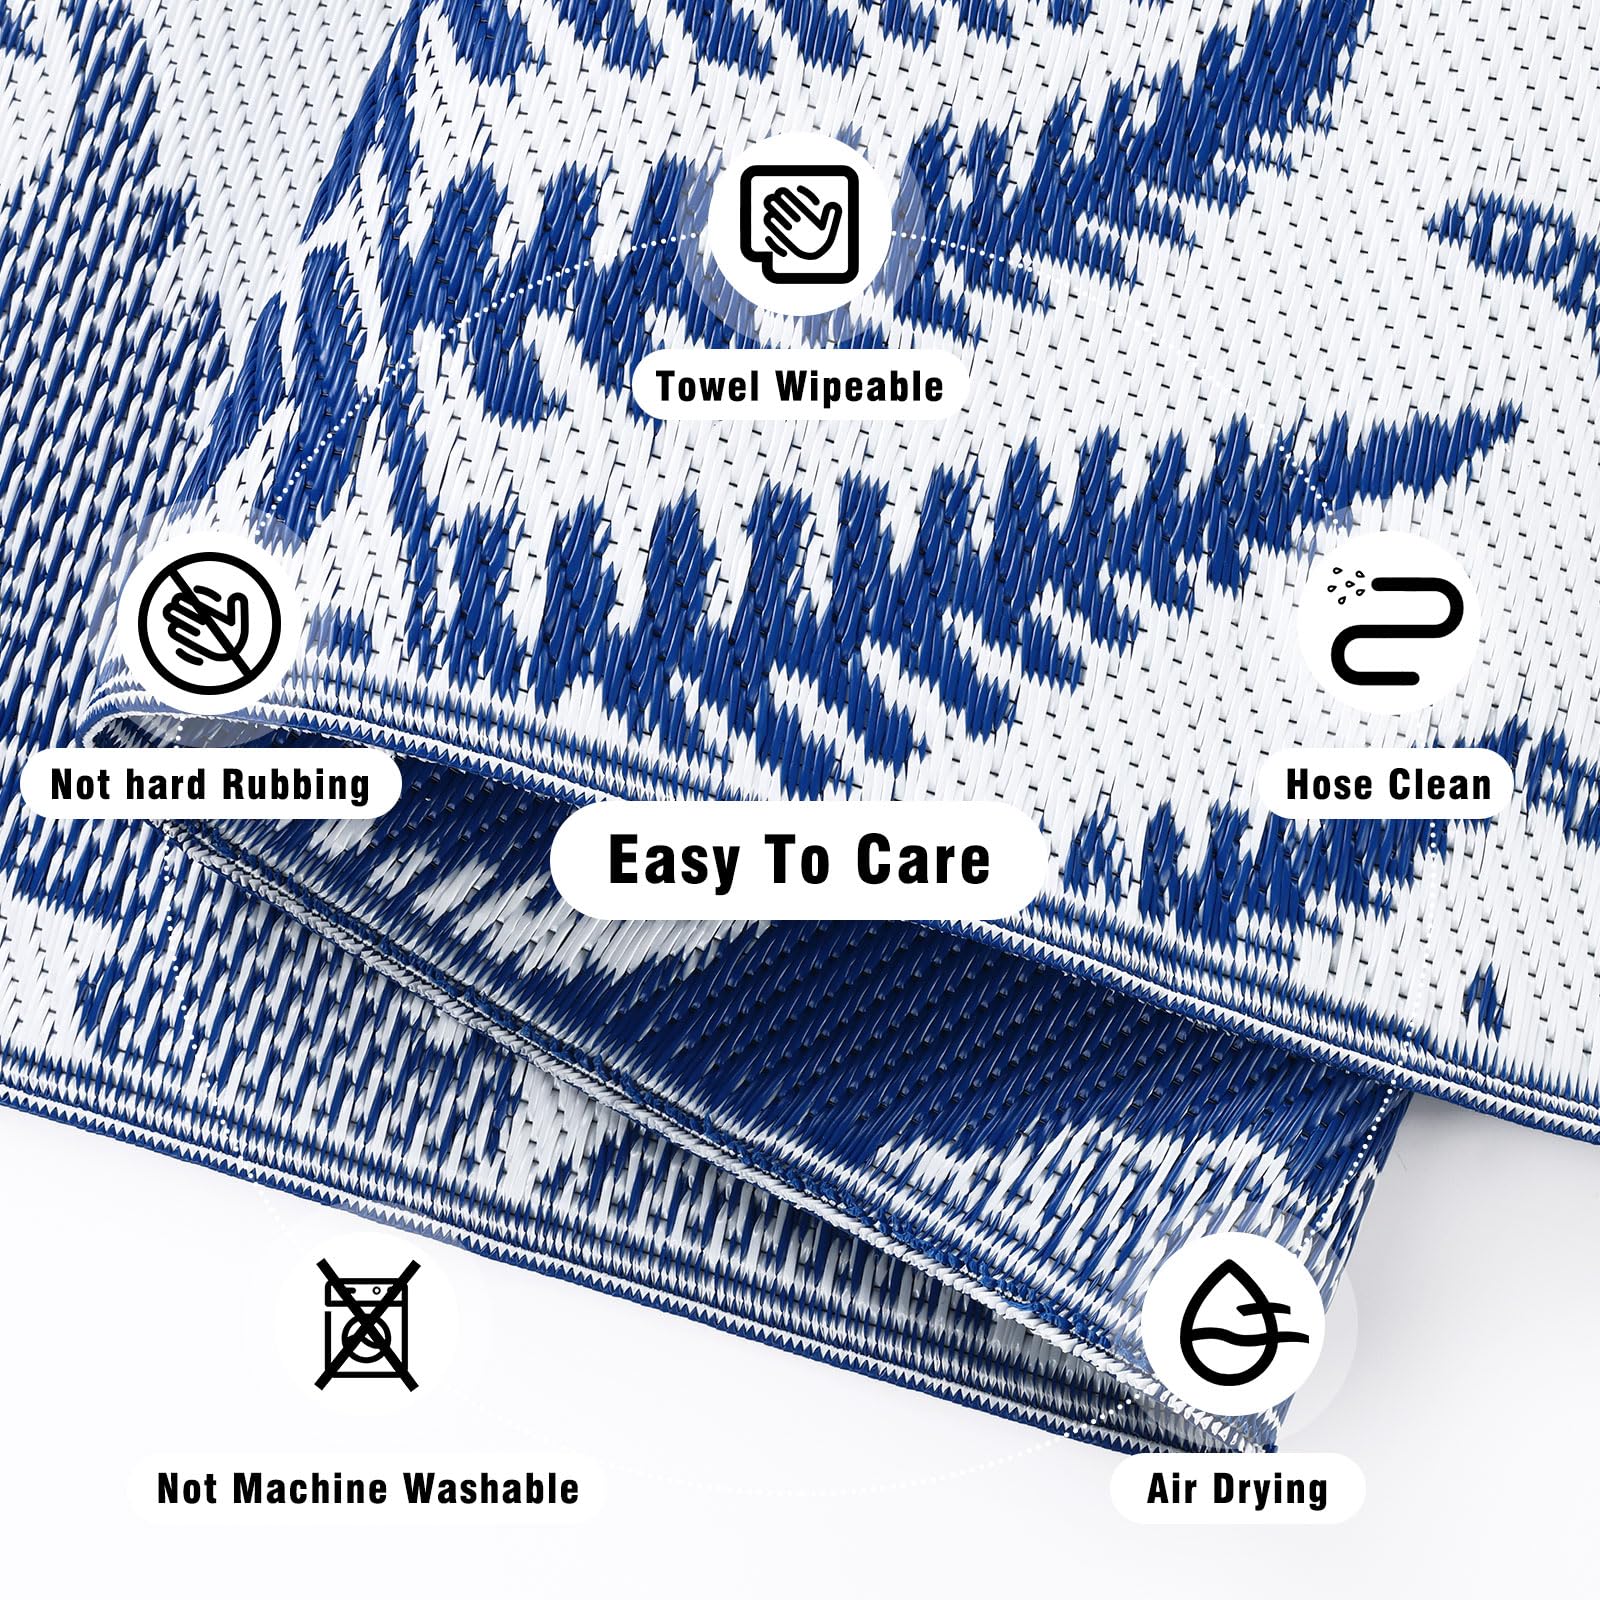 Towel Wipeable
Not hard Rubbing
Hose Clean
Easy To Care
Not Machine Washable
Air Drying